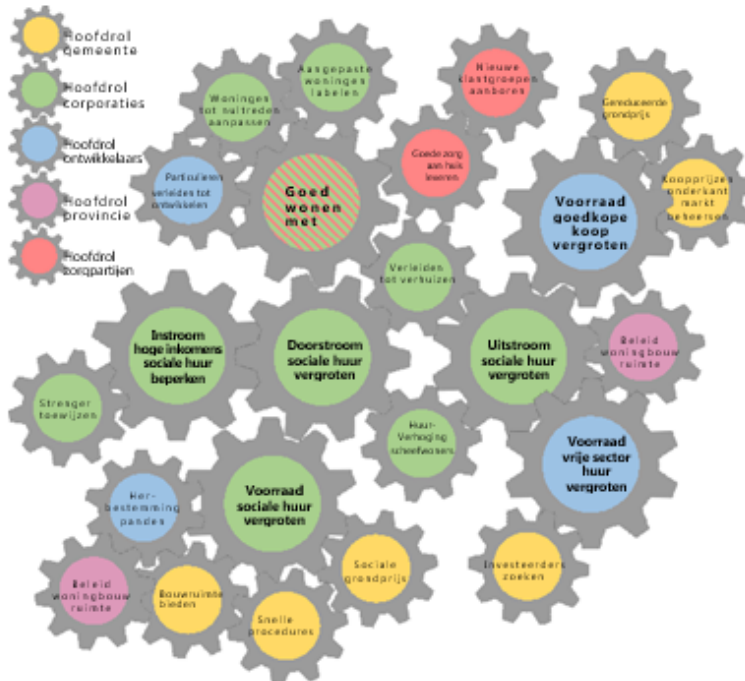 Hoofdrol
gemeente
Hoofdrol
corporaties
Hoofdrol
ontwikkelaars
Hoofdrol
provincie
Hoofdrol
zorgpartijen
Aangepaste
woningen
labelen
Woningen
tot nultreden
aanpassen
Particulieren
verleiden tot
ontwikkelen
Goed
wonen
met
Nieuwe
klantgroepen
aanboren
Goede zorg
aan huis
leveren
Gereduceerde
grondprijs
Koopprijzen
onderkant
markt
beheersen
Voorraad
goedkope
koop
vergroten
Verleiden
tot verhuizen
Instroom
hoge inkomens
sociale huur
beperken
Doorstroom
sociale huur
vergroten
Uitstroom
sociale huur
vergroten
Beleid
woningbouw
ruimte
Strenger
toewijzen
Huur-
Verhoging
scheefwoners
Voorraad
vrije sector
huur
vergroten
Voorraad
sociale huur
vergroten
Her-
bestemming
panden
Beleid
woningbouw
ruimte
Bouwruimte
bieden
Snelle
procedures
Sociale
grondprijs
Investeerders
zoeken